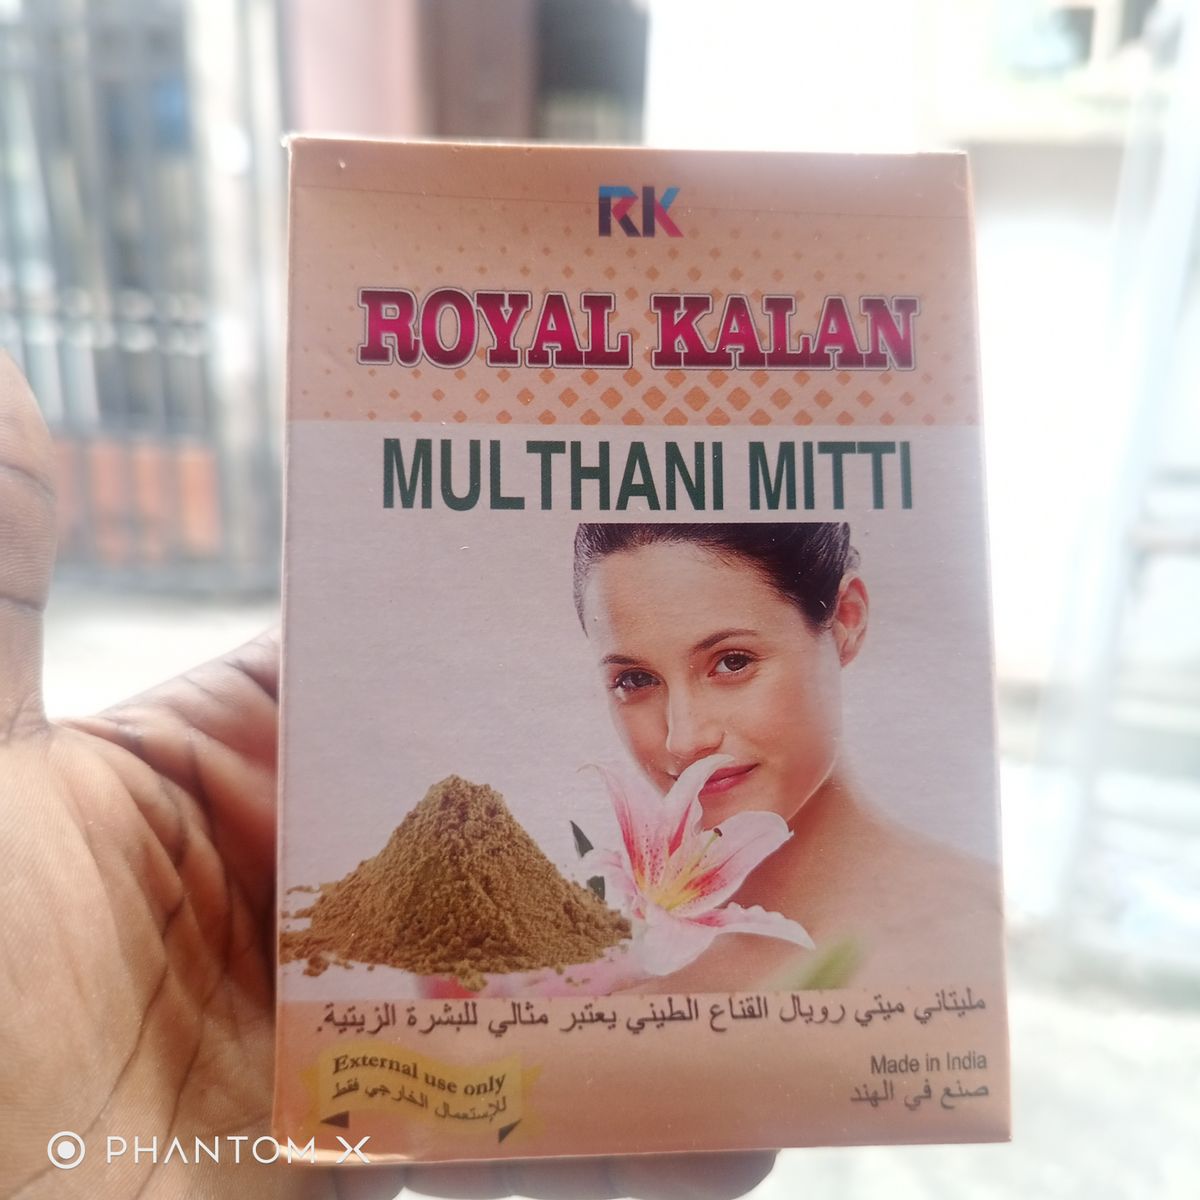 RK
ROYAL KALAN
MULTHANI MITTI
مليتاني ميتي رويال القناع الطيني يعتبر مثالي للبشرة الزيتية.
External use only
للإستعمال الخارجي فقط
Made in India
صنع في الهند
PHANTOM X